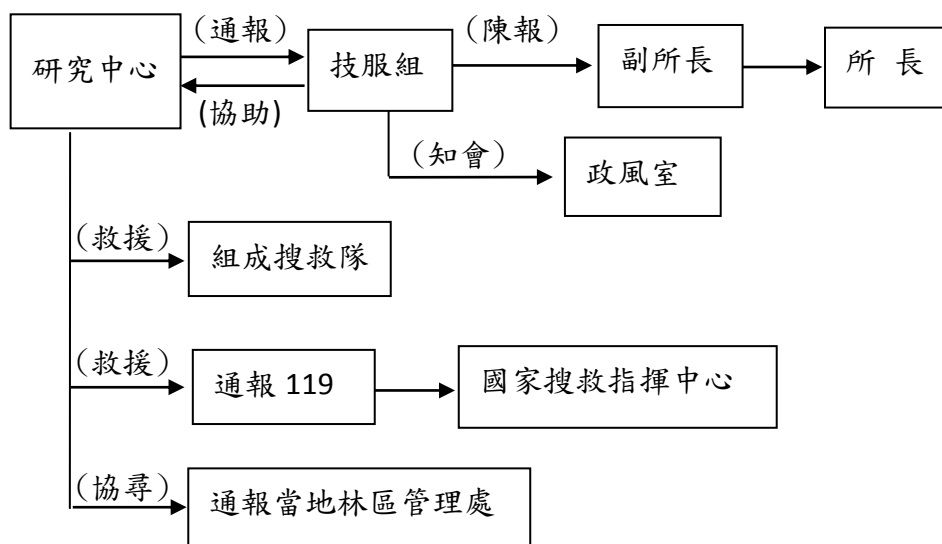 （通報）
（陳報）
研究中心
技服組
副所長
所 長
(協助)
（知會）
政風室
（救援）
組成搜救隊
（救援）
通報 119
國家搜救指揮中心
（協尋）
通報當地林區管理處